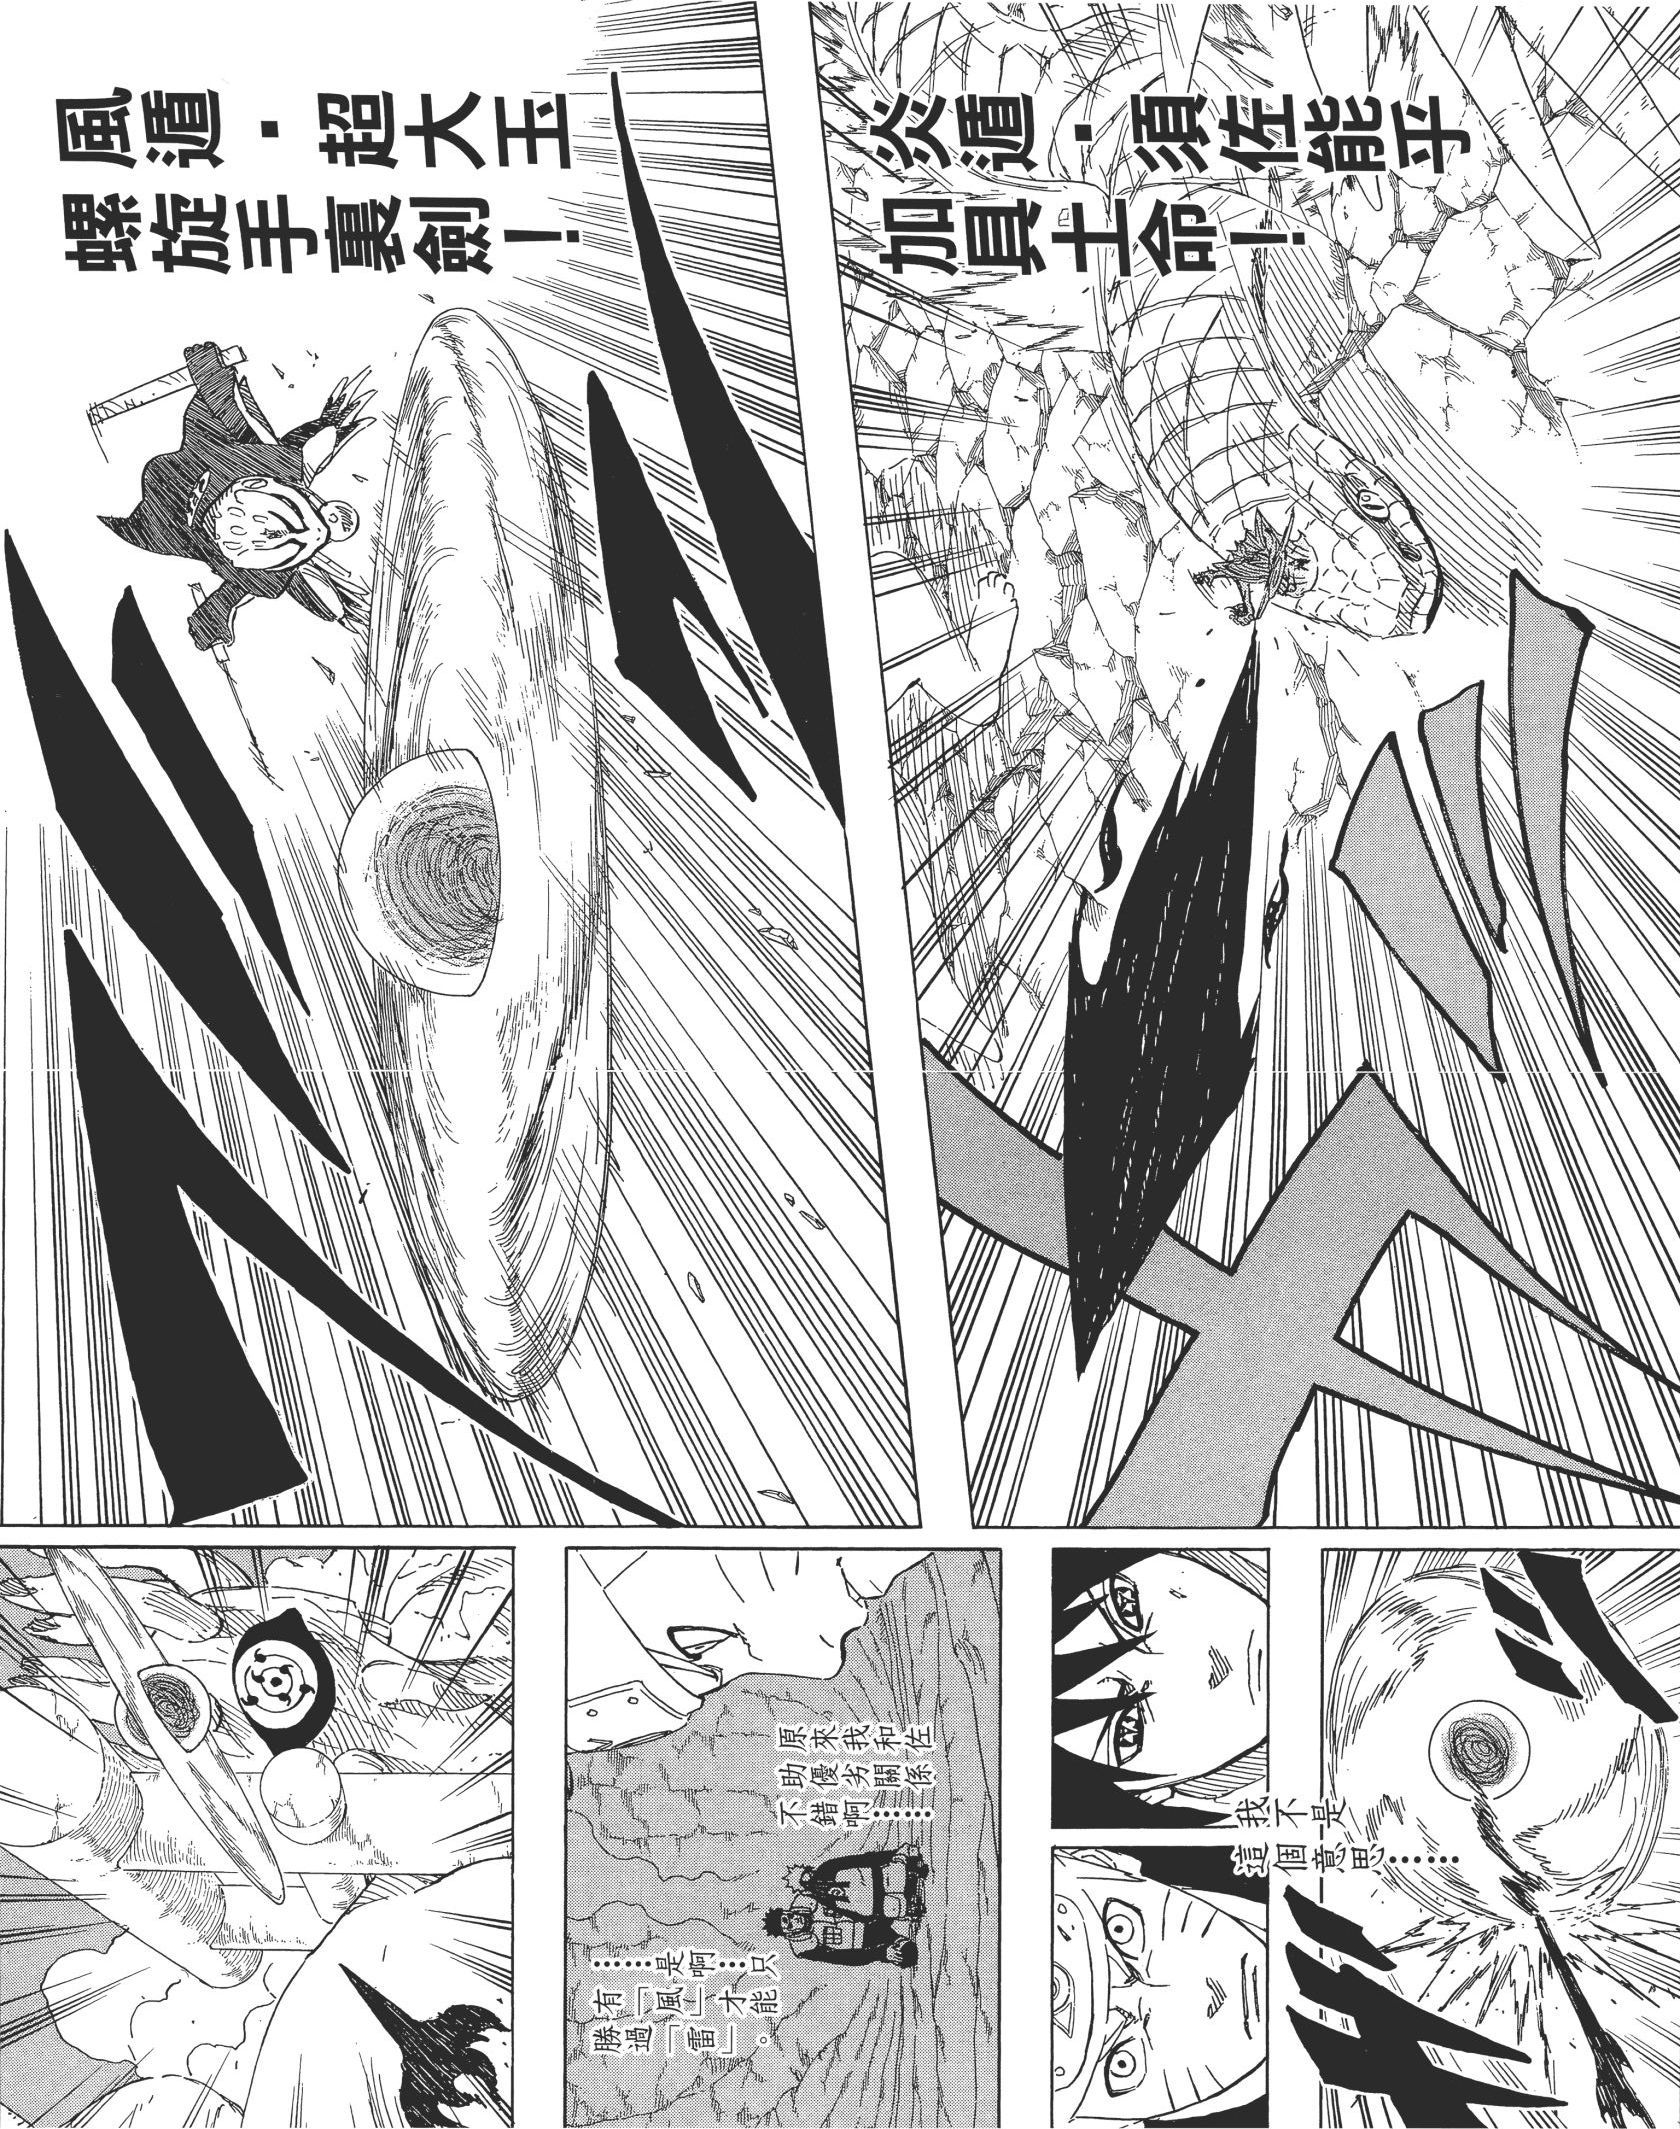 風遁．超大玉
螺旋手裏劍！
炎遁．須佐能乎
加具土命！
原來我和佐
助優劣關係
不錯啊……
……是啊…只
有「風」才能
勝過「雷」。
我不是
這個意思……